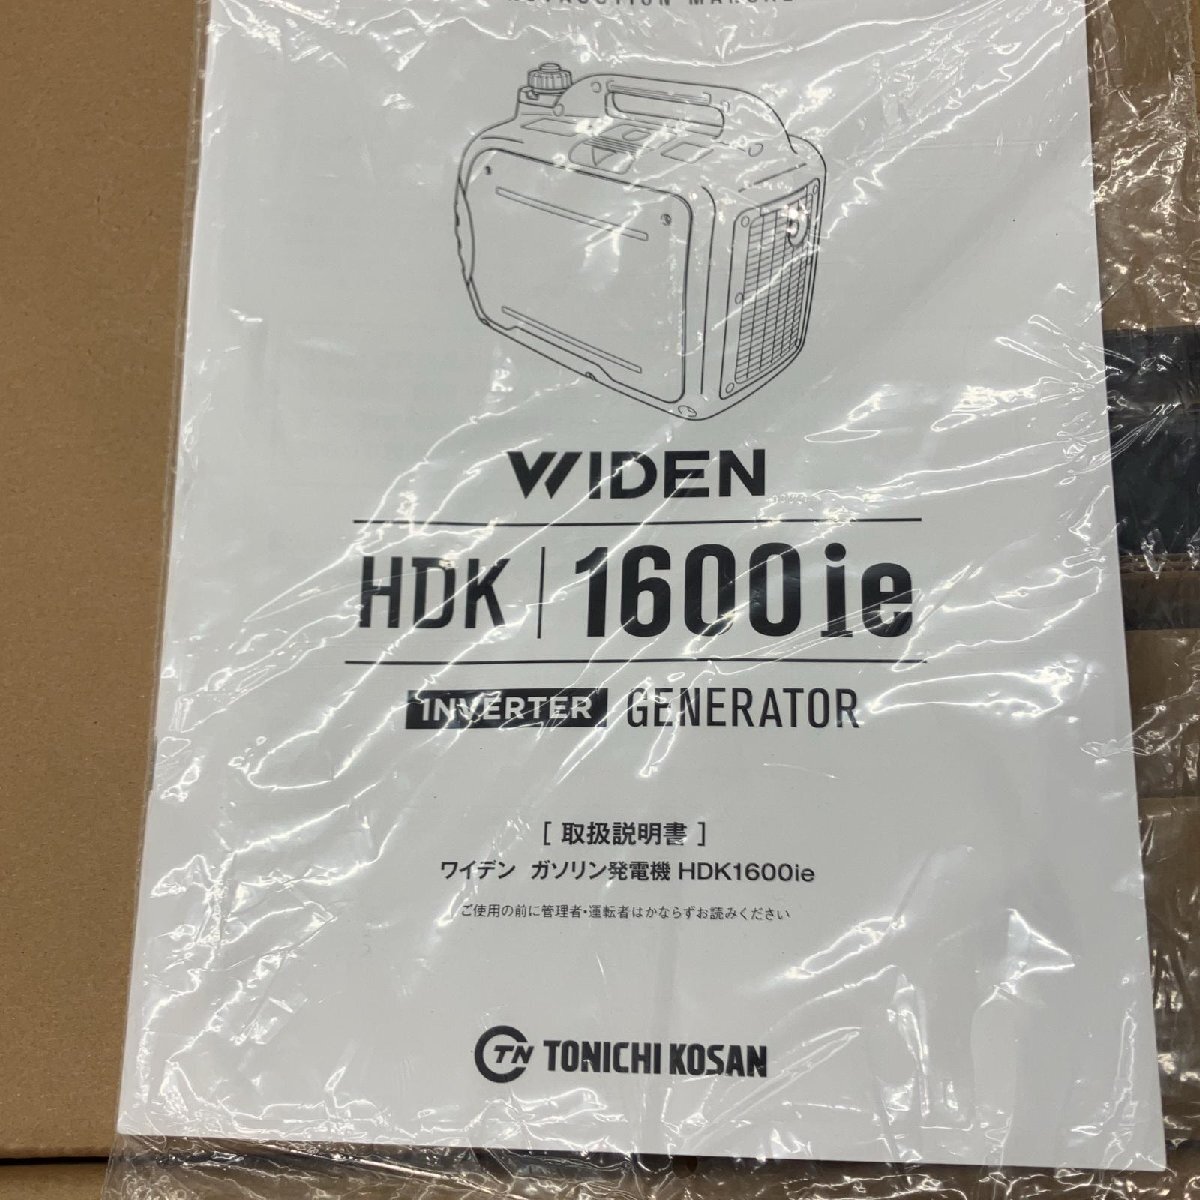 INSTRUCTION MANUAL
WIDEN
HDK 1600ie
INVERTER GENERATOR
[ 取扱説明書 ]
ワイデン ガソリン発電機 HDK1600ie
ご使用の前に管理者・運転者はかならずお読みください
TN TONICHI KOSAN